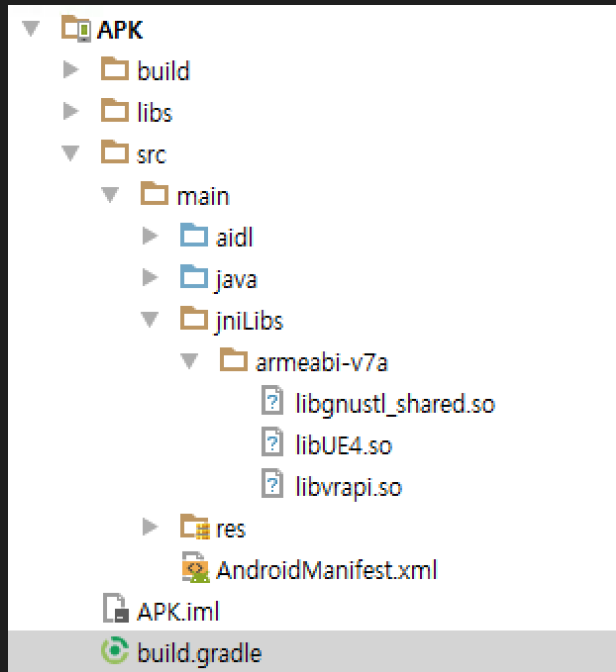 APK
build
libs
src
main
aidl
java
jniLibs
armeabi-v7a
libgnustl_shared.so
libUE4.so
libvrapi.so
res
AndroidManifest.xml
APK.iml
build.gradle